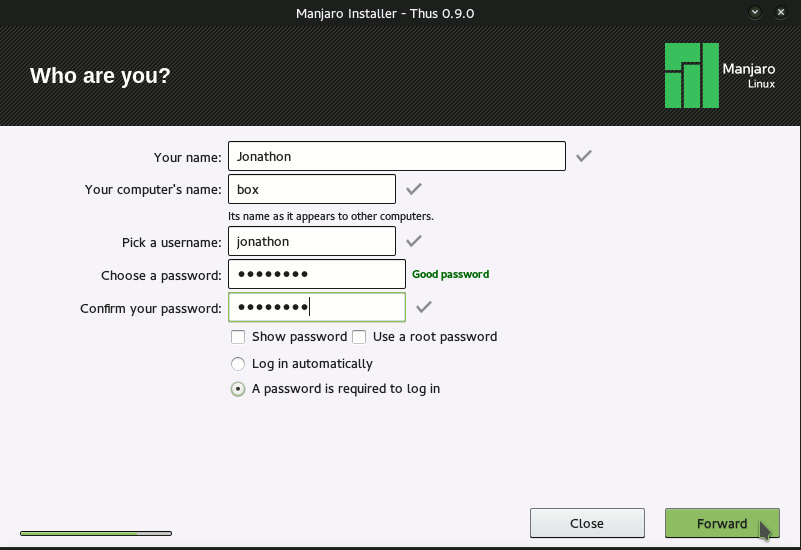 Manjaro Installer - Thus 0.9.0
Who are you?
Manjaro
Linux
Your name: Jonathon
Your computer's name: box
Its name as it appears to other computers.
Pick a username: jonathon
Choose a password: ●●●●●●●● Good password
Confirm your password: ●●●●●●●●
Show password Use a root password
Log in automatically
A password is required to log in
Close Forward